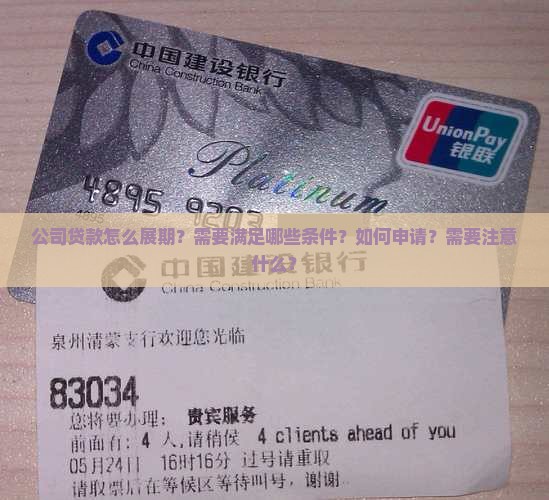 中国建设银行
China Construction Bank
UnionPay
银联
Platinum
4895 9203
公司贷款怎么展期？需要满足哪些条件？如何申请？需要注意
什么？
中国建设银行
China Construction Bank
泉州清蒙支行欢迎您光临
83034
您将要办理： 贵宾服务
前面有: 4 人,请稍侯 4 clients ahead of you
05月24日 16时16分 过号请重取
请取票后在等候区等待叫号，谢谢